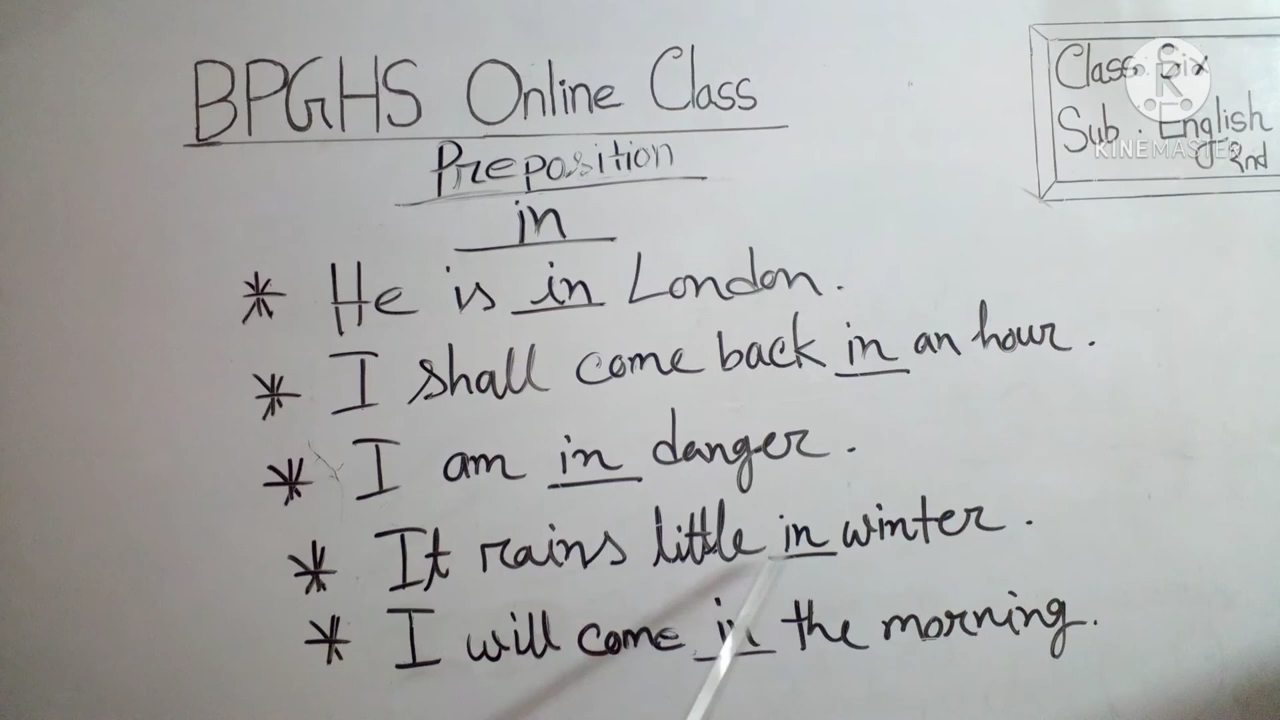 BPGHS Online Class
Class Six
Sub. English 2nd
KINEMASTER
Preposition
in
* He is in London.
* I shall come back in an hour.
* I am in danger.
* It rains little in winter.
* I will come in the morning.